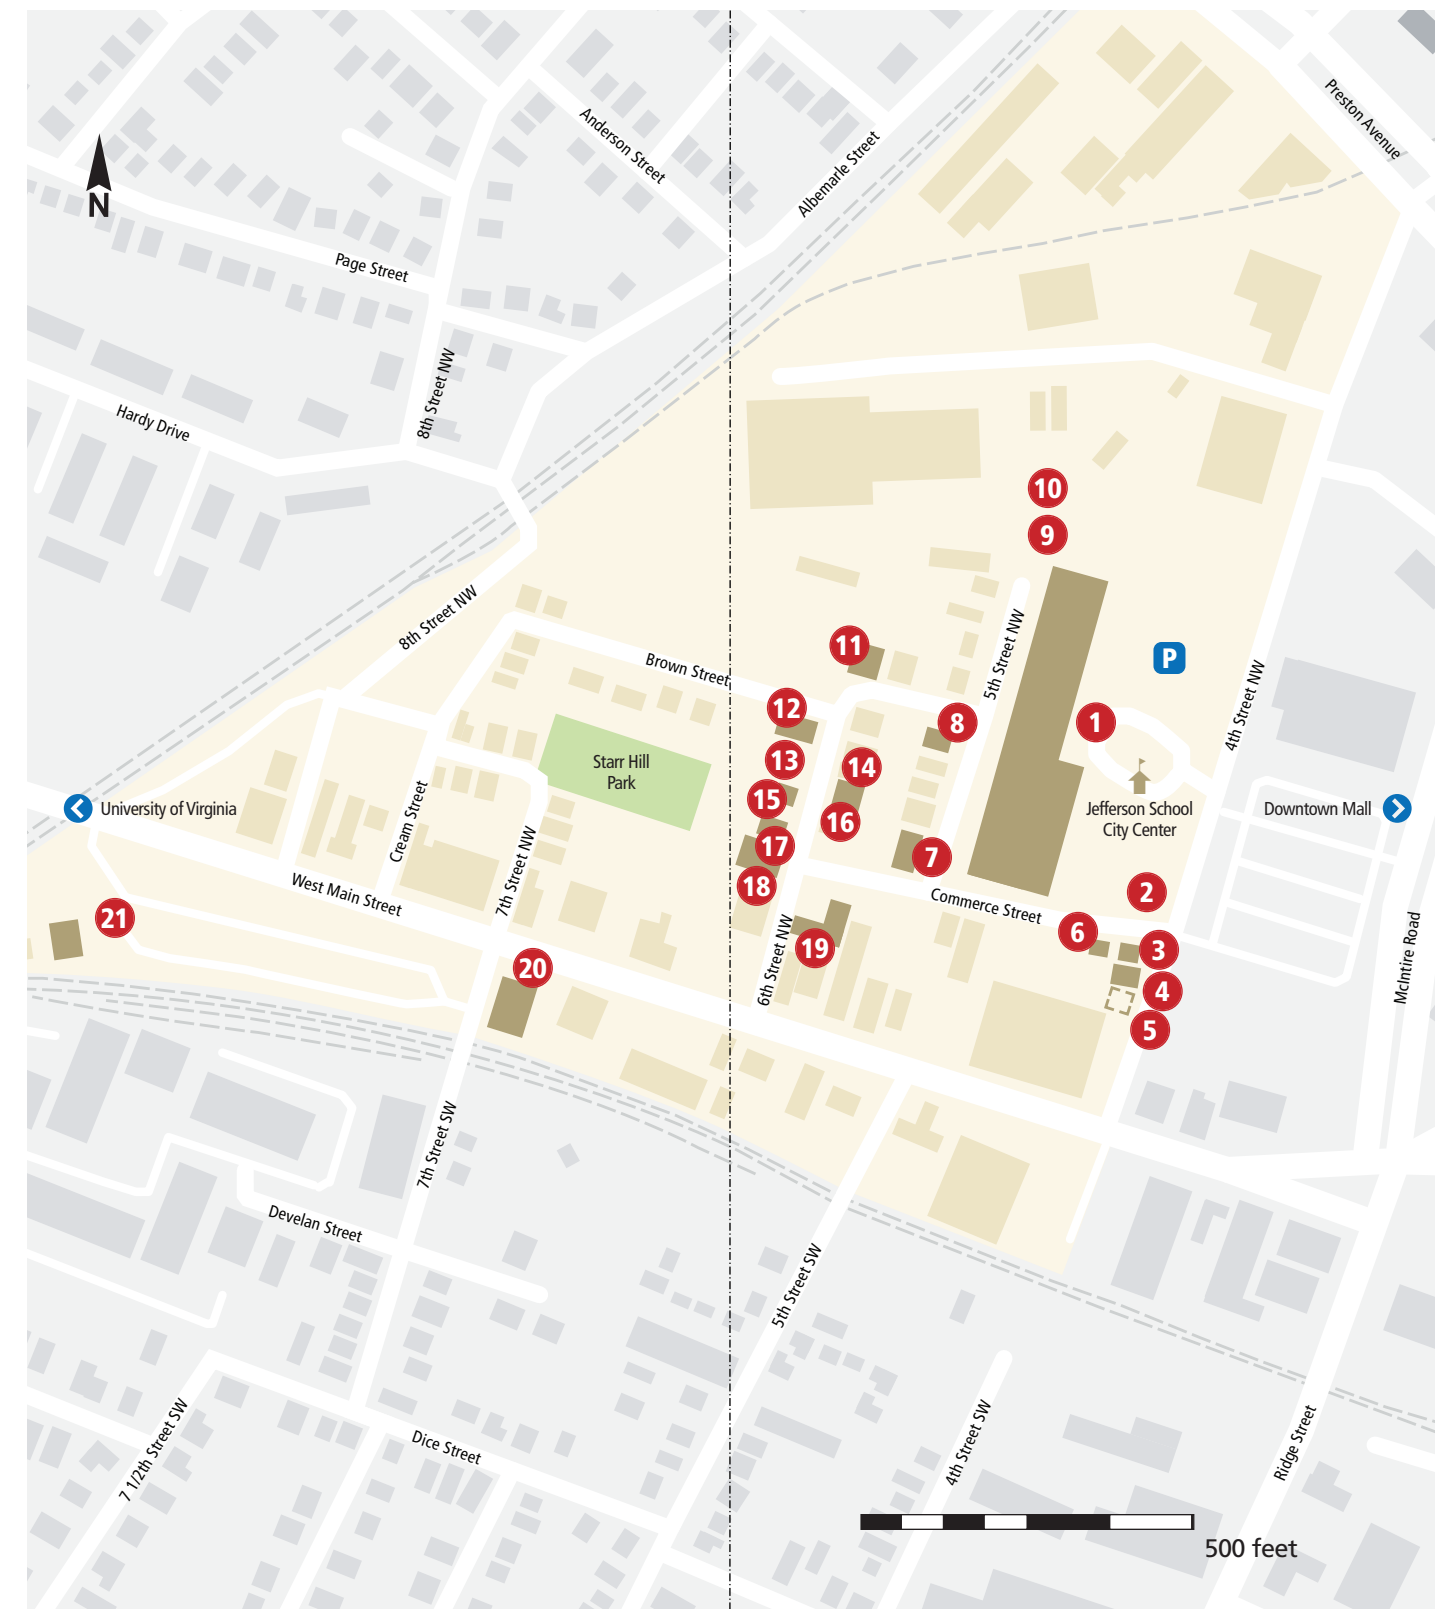 Preston Avenue
Anderson Street
Albemarle Street
N
Page Street
8th Street NW
Hardy Drive
10
9
8th Street NW
5th Street NW
11
Brown Street
P
4th Street NW
12
8
1
13
14
Starr Hill
Park
15
University of Virginia
Jefferson School
City Center
Downtown Mall
Cream Street
16
17
7
7th Street NW
18
West Main Street
2
Commerce Street
21
6
3
19
6th Street NW
20
4
McIntire Road
5
7th Street SW
Develan Street
5th Street SW
7 1/2th Street SW
Dice Street
4th Street SW
Ridge Street
500 feet